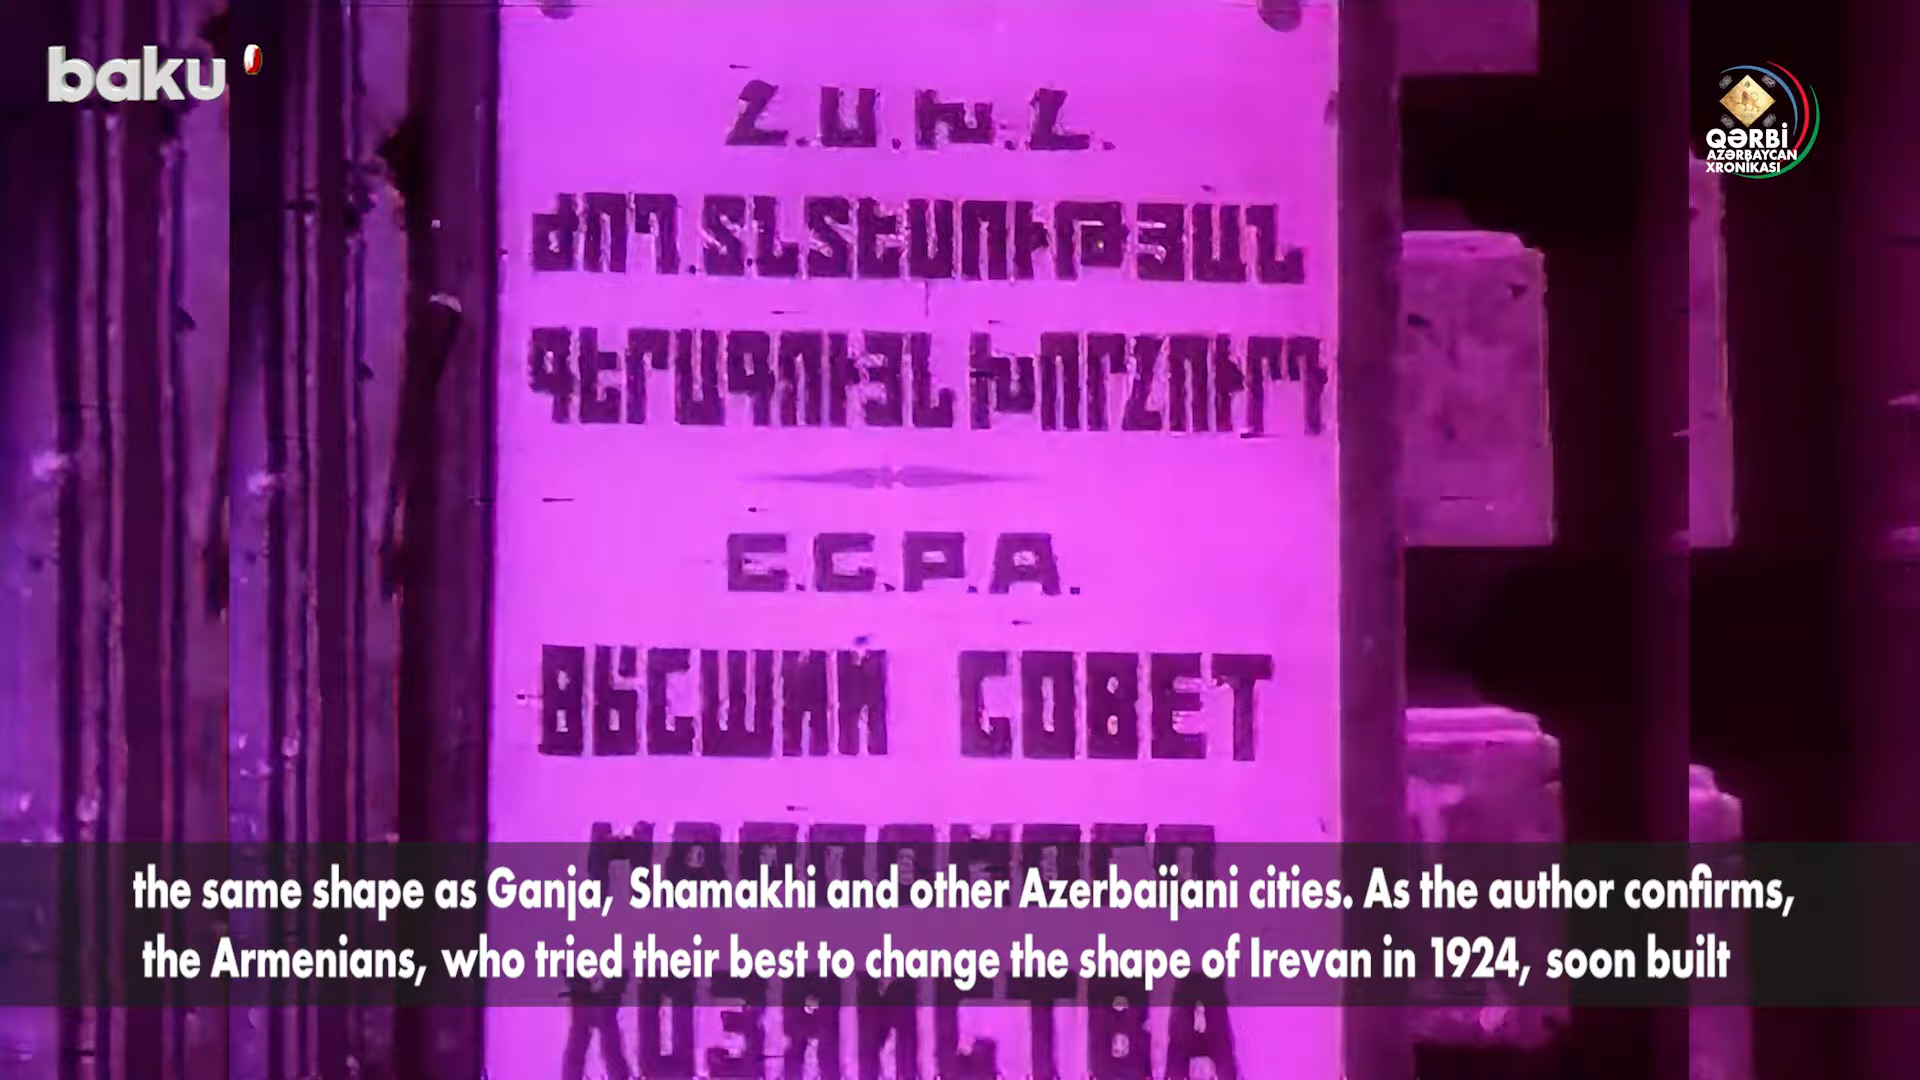 baku
QƏRBİ
AZƏRBAYCAN
XRONİKASI
Հ.Ս.Խ.Հ.
ԺՈՂ.ՏՆՏԵՍՈՒԹՅԱՆ
ԳԵՐԱԳՈՒՅՆ ԽՈՐՀՈՒՐԴ
С.С.Р.А.
ВЫСШИЙ СОВЕТ
НАРОДНОГО
ХОЗЯЙСТВА
the same shape as Ganja, Shamakhi and other Azerbaijani cities. As the author confirms,
the Armenians, who tried their best to change the shape of Irevan in 1924, soon built